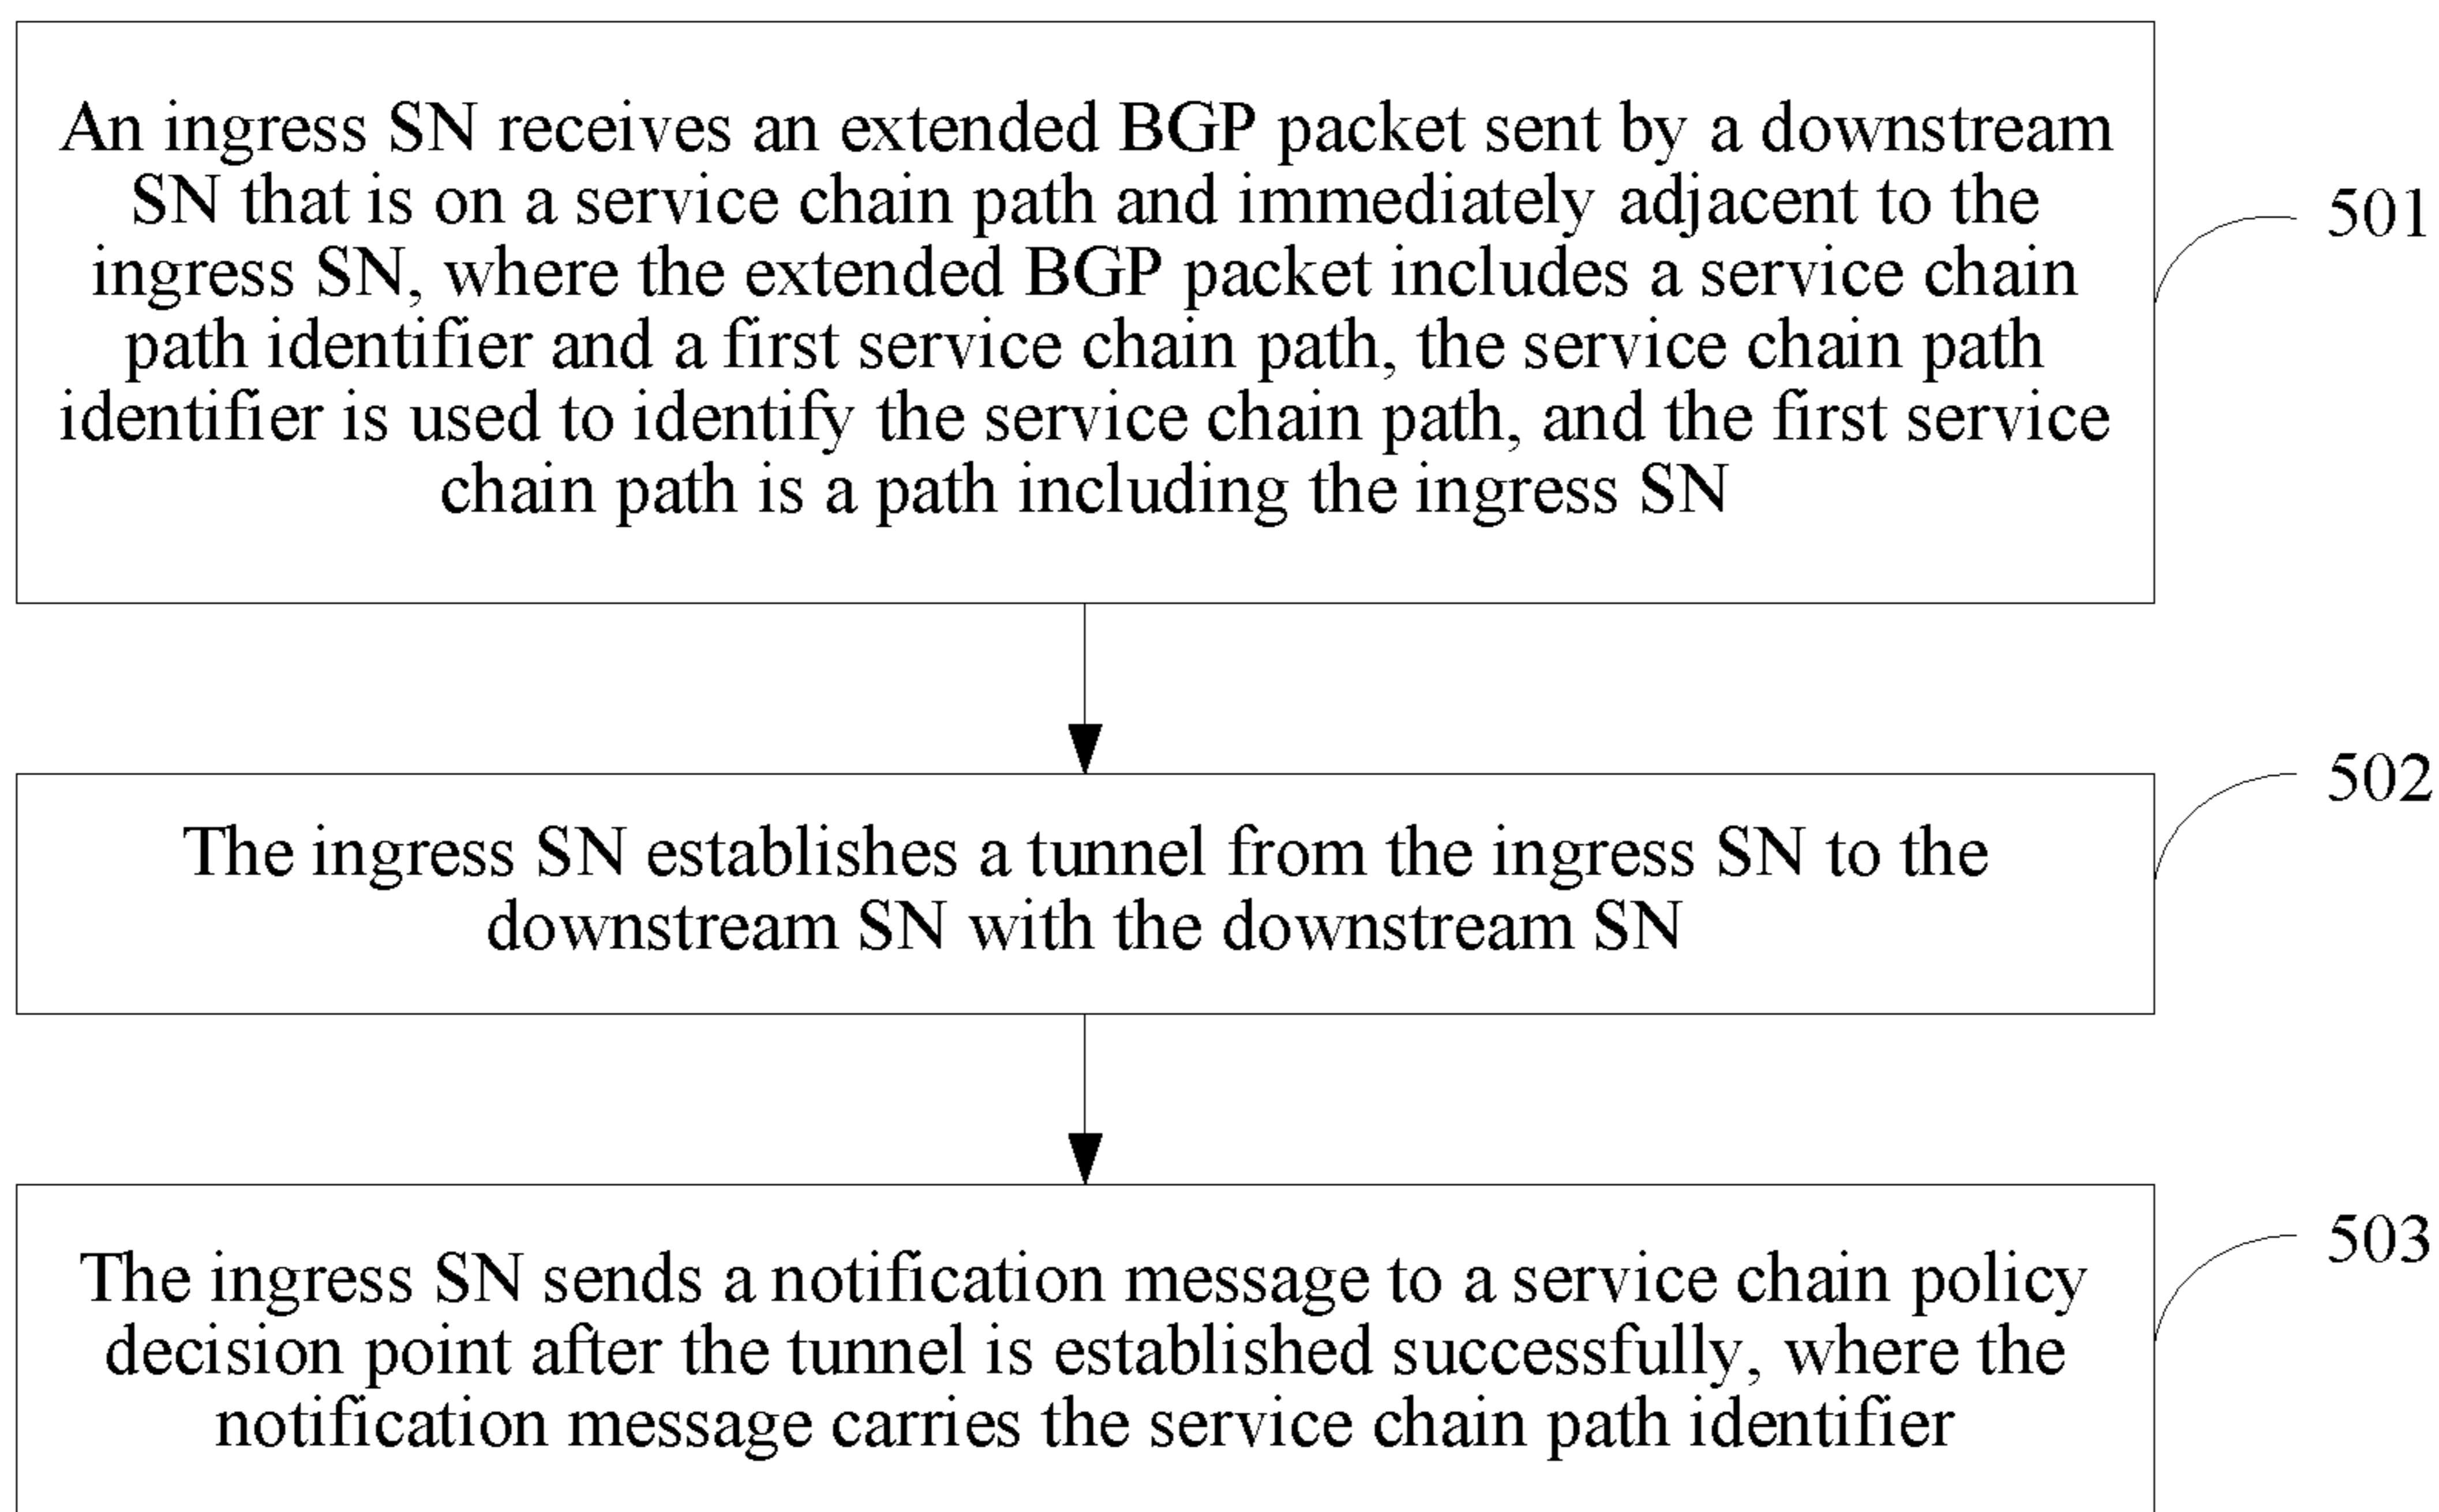 An ingress SN receives an extended BGP packet sent by a downstream
SN that is on a service chain path and immediately adjacent to the
ingress SN, where the extended BGP packet includes a service chain
path identifier and a first service chain path, the service chain path
identifier is used to identify the service chain path, and the first service
chain path is a path including the ingress SN
501
The ingress SN establishes a tunnel from the ingress SN to the
downstream SN with the downstream SN
502
The ingress SN sends a notification message to a service chain policy
decision point after the tunnel is established successfully, where the
notification message carries the service chain path identifier
503